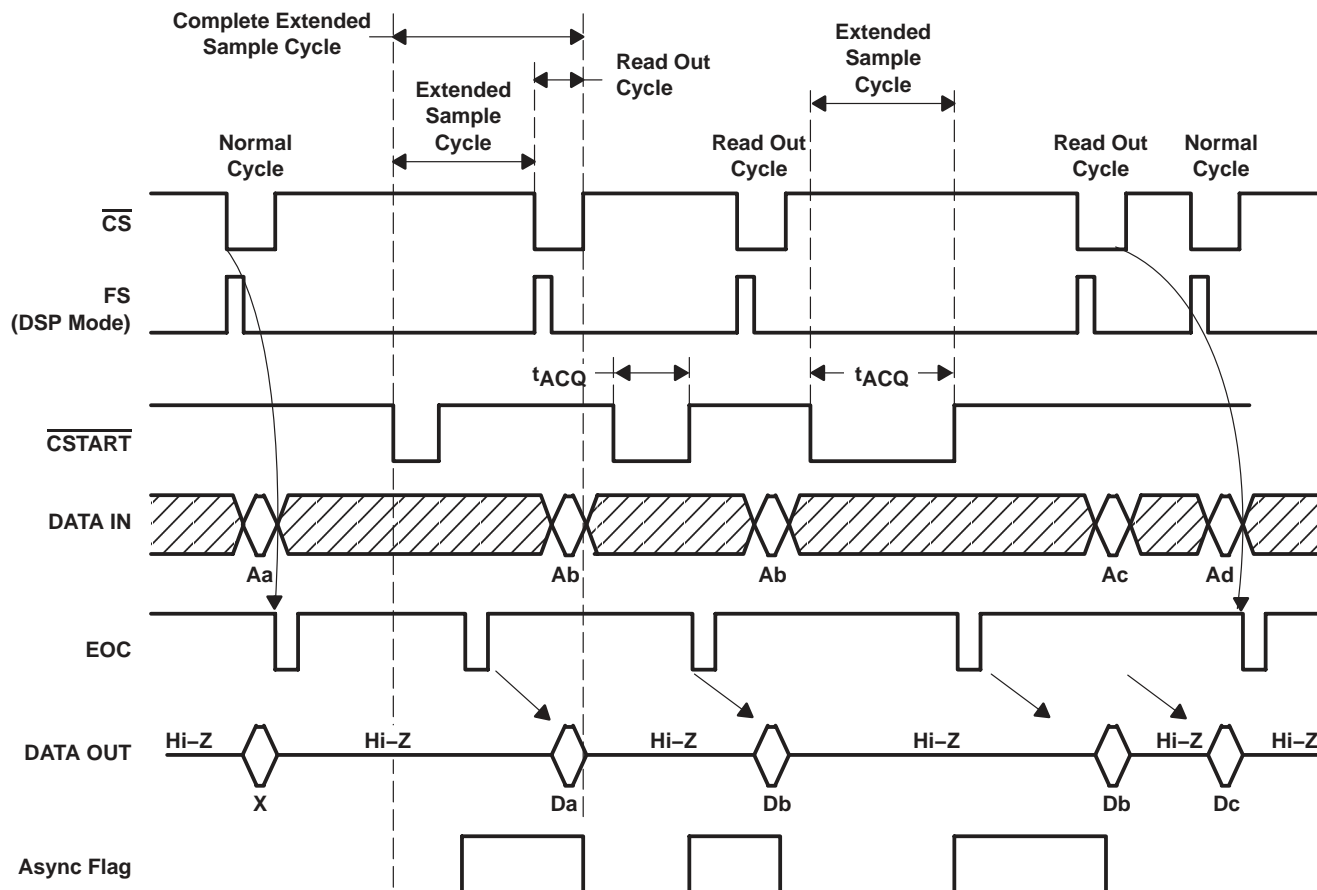 Complete Extended
Sample Cycle
Extended
Sample
Cycle
Read Out
Cycle
Extended
Sample
Cycle
Normal
Cycle
Read Out
Cycle
Read Out
Cycle
Normal
Cycle
CS
FS
(DSP Mode)
tACQ
tACQ
CSTART
DATA IN
Aa
Ab
Ab
Ac
Ad
EOC
DATA OUT
Hi–Z
Hi–Z
Hi–Z
Hi–Z
Hi–Z
Hi–Z
X
Da
Db
Db
Dc
Async Flag